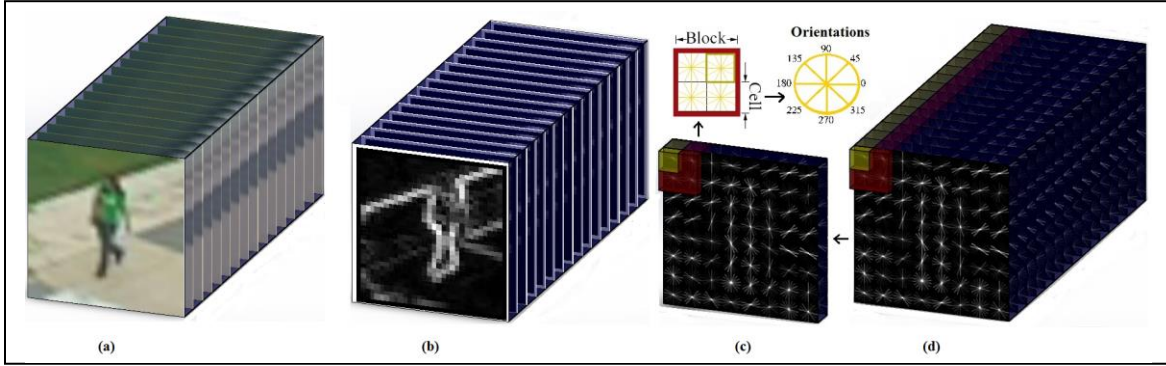 Block
Cell
Orientations
90
135
45
180
0
225
315
270
(a)
(b)
(c)
(d)